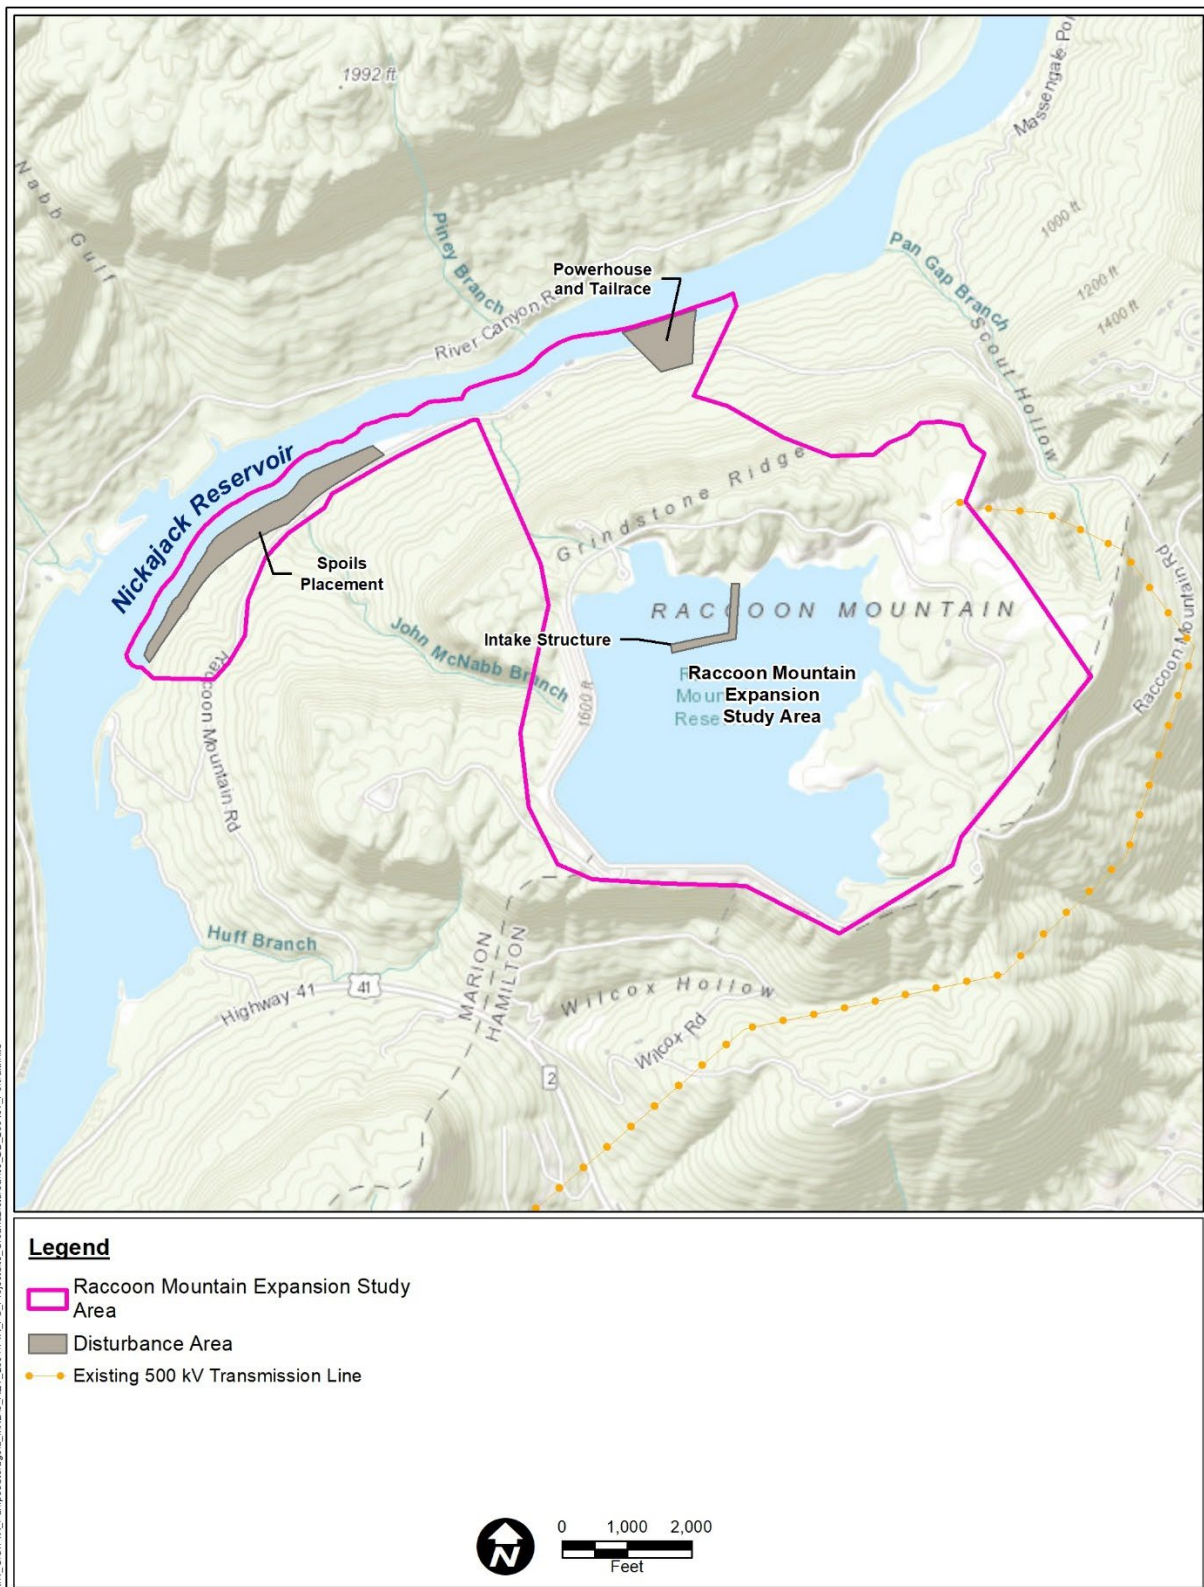 1992 ft
Nabb Gulf
Piney Branch
River Canyon R
Massengale Po
Pan Gap Branch
Scout Hollow
1000 ft
1200 ft
1400 ft
Powerhouse
and Tailrace
Nickajack Reservoir
Grindstone Ridge
Spoils
Placement
John McNabb Branch
RACCOON MOUNTAIN
Intake Structure
Raccoon Mountain
Expansion
Study Area
1600 ft
Raccoon Mountain Rd
Raccoon Mountain Rd
Huff Branch
Highway 41
41
MARION
HAMILTON
Wilcox Hollow
Wilcox Rd
2
Legend
Raccoon Mountain Expansion Study
Area
Disturbance Area
Existing 500 kV Transmission Line
N
0 1,000 2,000
Feet